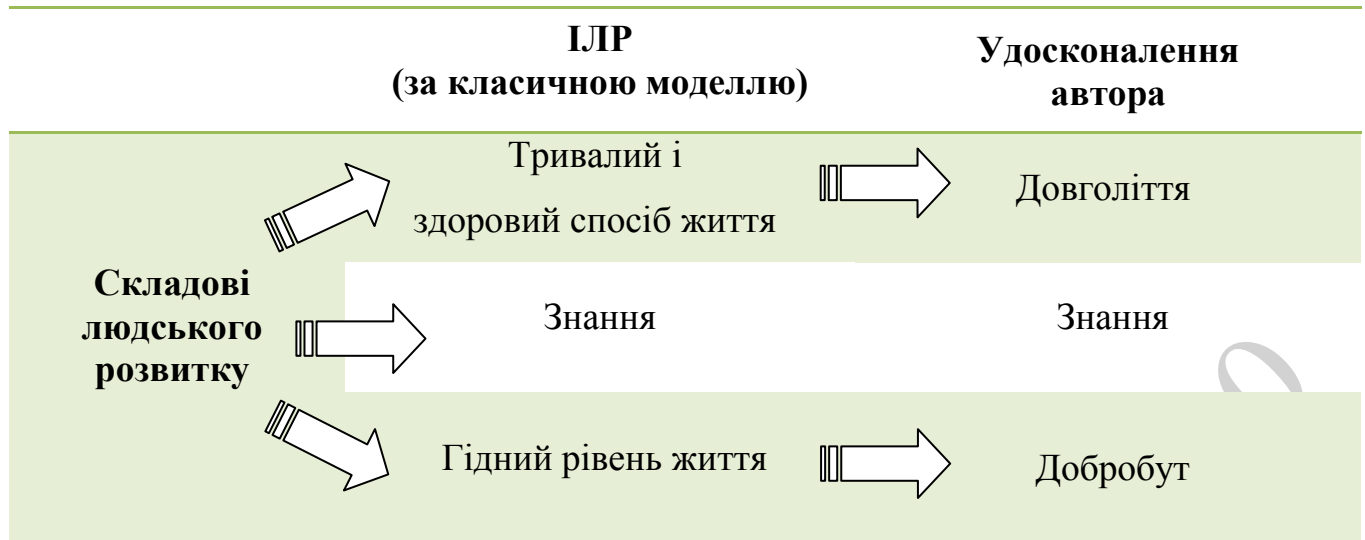 ІЛР
(за класичною моделлю)
Удосконалення
автора
Складові
людського
розвитку
Тривалий і
здоровий спосіб життя
Довголіття
Знання
Знання
Гідний рівень життя
Добробут